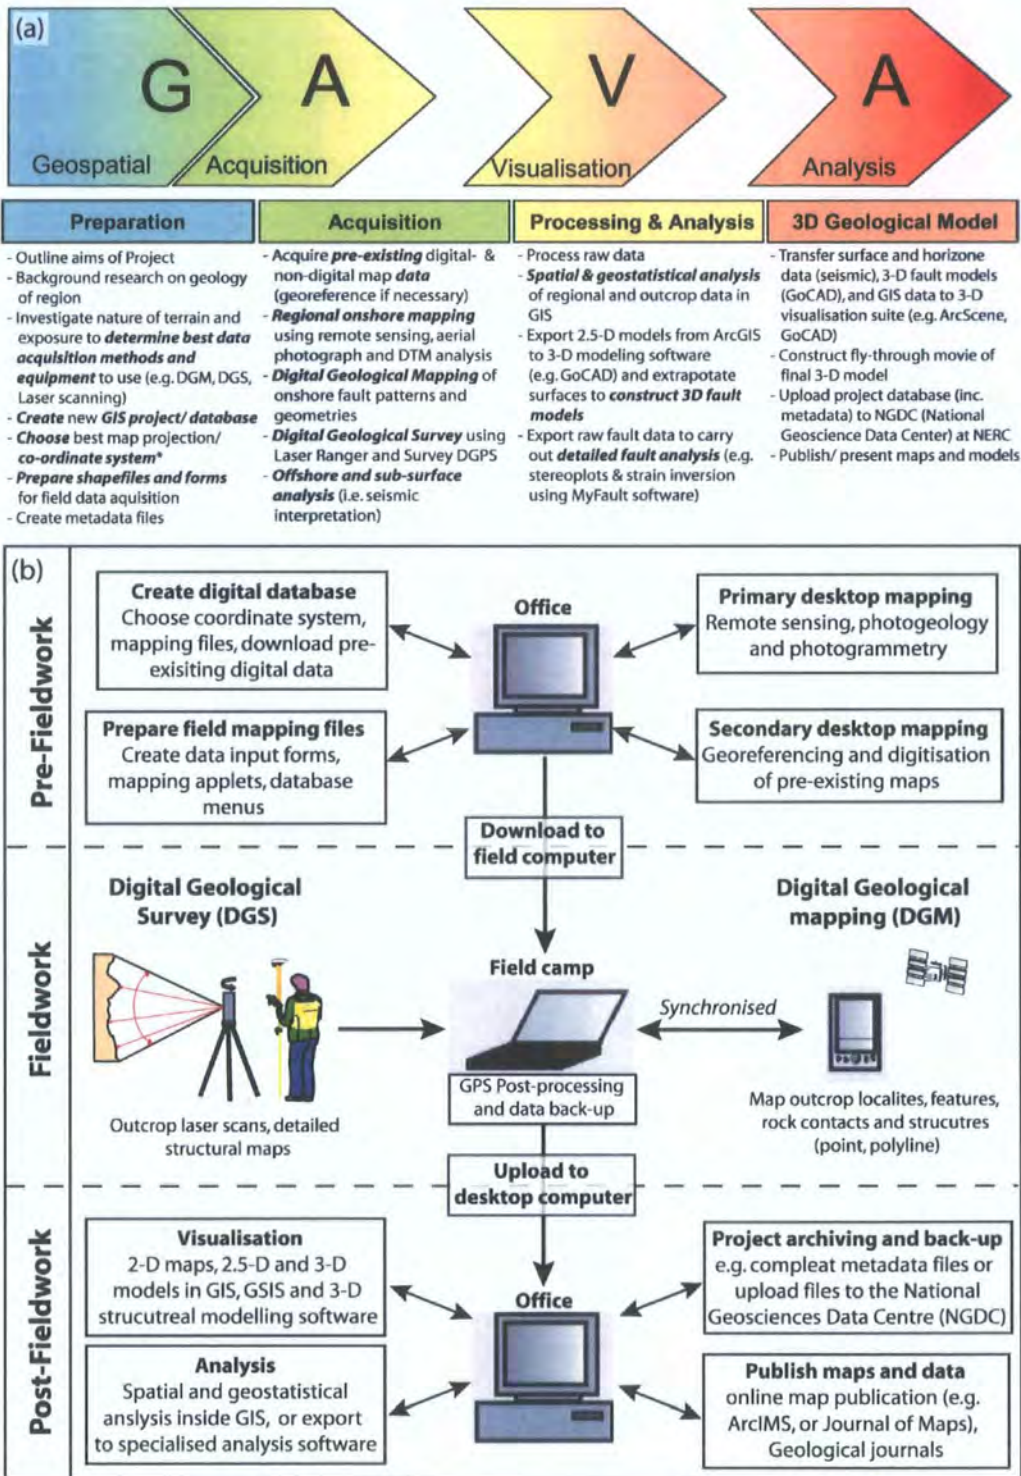 (a)
G
A
V
A
Geospatial
Acquisition
Visualisation
Analysis
Preparation
- Outline aims of Project
- Background research on geology
of region
- Investigate nature of terrain and
exposure to determine best data
acquisition methods and
equipment to use (e.g. DGM, DGS,
Laser scanning)
- Create new GIS project/ database
- Choose best map projection/
co-ordinate system*
- Prepare shapefiles and forms
for field data aquisition
- Create metadata files
Acquisition
- Acquire pre-existing digital- &
non-digital map data
(georeference if necessary)
- Regional onshore mapping
using remote sensing, aerial
photograph and DTM analysis
- Digital Geological Mapping of
onshore fault patterns and
geometries
- Digital Geological Survey using
Laser Ranger and Survey DGPS
- Offshore and sub-surface
analysis (i.e. seismic
interpretation)
Processing & Analysis
- Process raw data
- Spatial & geostatistical analysis
of regional and outcrop data in
GIS
- Export 2.5-D models from ArcGIS
to 3-D modeling software
(e.g. GoCAD) and extrapotate
surfaces to construct 3D fault
models
- Export raw fault data to carry
out detailed fault analysis (e.g.
stereoplots & strain inversion
using MyFault software)
3D Geological Model
- Transfer surface and horizone
data (seismic), 3-D fault models
(GoCAD), and GIS data to 3-D
visualisation suite (e.g. ArcScene,
GoCAD)
- Construct fly-through movie of
final 3-D model
- Upload project database (inc.
metadata) to NGDC (National
Geoscience Data Center) at NERC
- Publish/ present maps and models
(b)
Pre-Fieldwork
Create digital database
Choose coordinate system,
mapping files, download pre-
exisiting digital data
Prepare field mapping files
Create data input forms,
mapping applets, database
menus
Office
Primary desktop mapping
Remote sensing, photogeology
and photogrammetry
Secondary desktop mapping
Georeferencing and digitisation
of pre-existing maps
Download to
field computer
Fieldwork
Digital Geological
Survey (DGS)
Outcrop laser scans, detailed
structural maps
Field camp
GPS Post-processing
and data back-up
Synchronised
Digital Geological
mapping (DGM)
Map outcrop localites, features,
rock contacts and strucutres
(point, polyline)
Upload to
desktop computer
Post-Fieldwork
Visualisation
2-D maps, 2.5-D and 3-D
models in GIS, GSIS and 3-D
strucutreal modelling software
Analysis
Spatial and geostatistical
anslysis inside GIS, or export
to specialised analysis software
Office
Project archiving and back-up
e.g. compleat metadata files or
upload files to the National
Geosciences Data Centre (NGDC)
Publish maps and data
online map publication (e.g.
ArcIMS, or Journal of Maps),
Geological journals